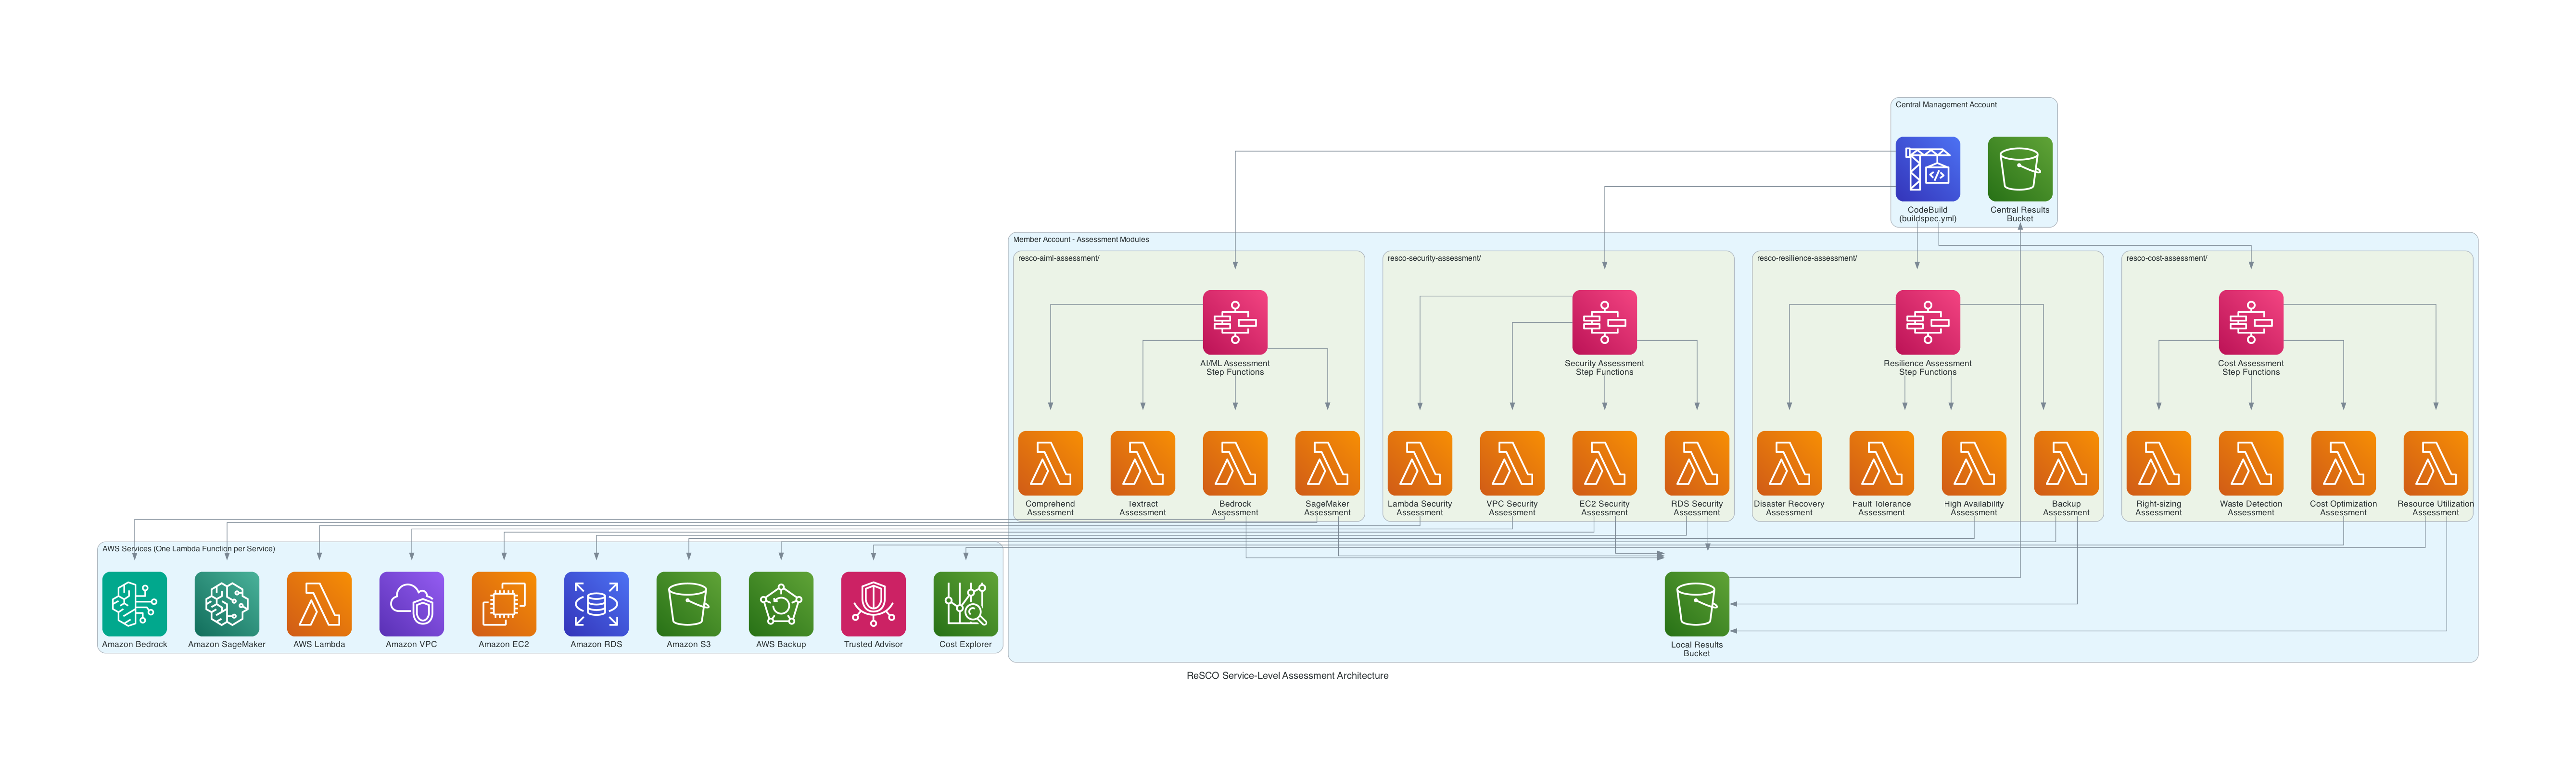 Central Management Account
CodeBuild
(buildspec.yml)
Central Results
Bucket
Member Account - Assessment Modules
resco-aiml-assessment/
resco-security-assessment/
resco-resilience-assessment/
resco-cost-assessment/
AI/ML Assessment
Step Functions
Security Assessment
Step Functions
Resilience Assessment
Step Functions
Cost Assessment
Step Functions
Comprehend
Assessment
Textract
Assessment
Bedrock
Assessment
SageMaker
Assessment
Lambda Security
Assessment
VPC Security
Assessment
EC2 Security
Assessment
RDS Security
Assessment
Disaster Recovery
Assessment
Fault Tolerance
Assessment
High Availability
Assessment
Backup
Assessment
Right-sizing
Assessment
Waste Detection
Assessment
Cost Optimization
Assessment
Resource Utilization
Assessment
AWS Services (One Lambda Function per Service)
Amazon Bedrock
Amazon SageMaker
AWS Lambda
Amazon VPC
Amazon EC2
Amazon RDS
Amazon S3
AWS Backup
Trusted Advisor
Cost Explorer
Local Results
Bucket
ReSCO Service-Level Assessment Architecture